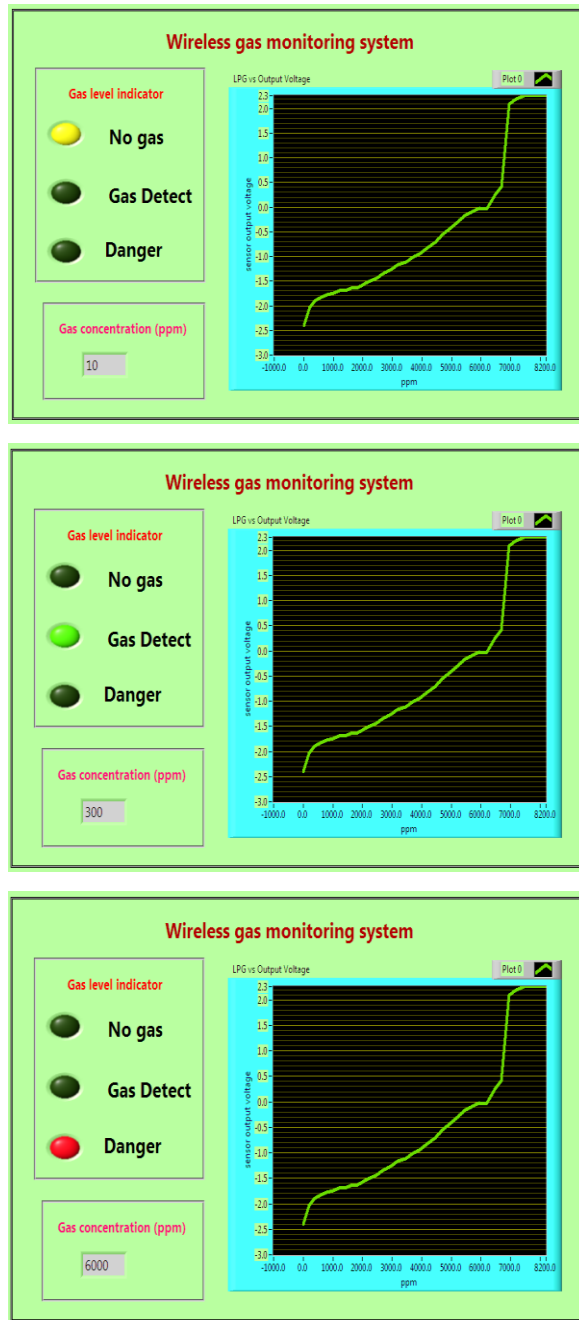 Wireless gas monitoring system
Gas level indicator
No gas
Gas Detect
Danger
Gas concentration (ppm)
10
LPG vs Output Voltage
Plot 0
sensor output voltage
2.3-
2.0-
1.5-
1.0-
0.5-
0.0-
-0.5-
-1.0-
-1.5-
-2.0-
-2.5-
-3.0-
-1000.0 0.0 1000.0 2000.0 3000.0 4000.0 5000.0 6000.0 7000.0 8200.0
ppm
Wireless gas monitoring system
Gas level indicator
No gas
Gas Detect
Danger
Gas concentration (ppm)
300
LPG vs Output Voltage
Plot 0
sensor output voltage
2.3-
2.0-
1.5-
1.0-
0.5-
0.0-
-0.5-
-1.0-
-1.5-
-2.0-
-2.5-
-3.0-
-1000.0 0.0 1000.0 2000.0 3000.0 4000.0 5000.0 6000.0 7000.0 8200.0
ppm
Wireless gas monitoring system
Gas level indicator
No gas
Gas Detect
Danger
Gas concentration (ppm)
6000
LPG vs Output Voltage
Plot 0
sensor output voltage
2.3-
2.0-
1.5-
1.0-
0.5-
0.0-
-0.5-
-1.0-
-1.5-
-2.0-
-2.5-
-3.0-
-1000.0 0.0 1000.0 2000.0 3000.0 4000.0 5000.0 6000.0 7000.0 8200.0
ppm